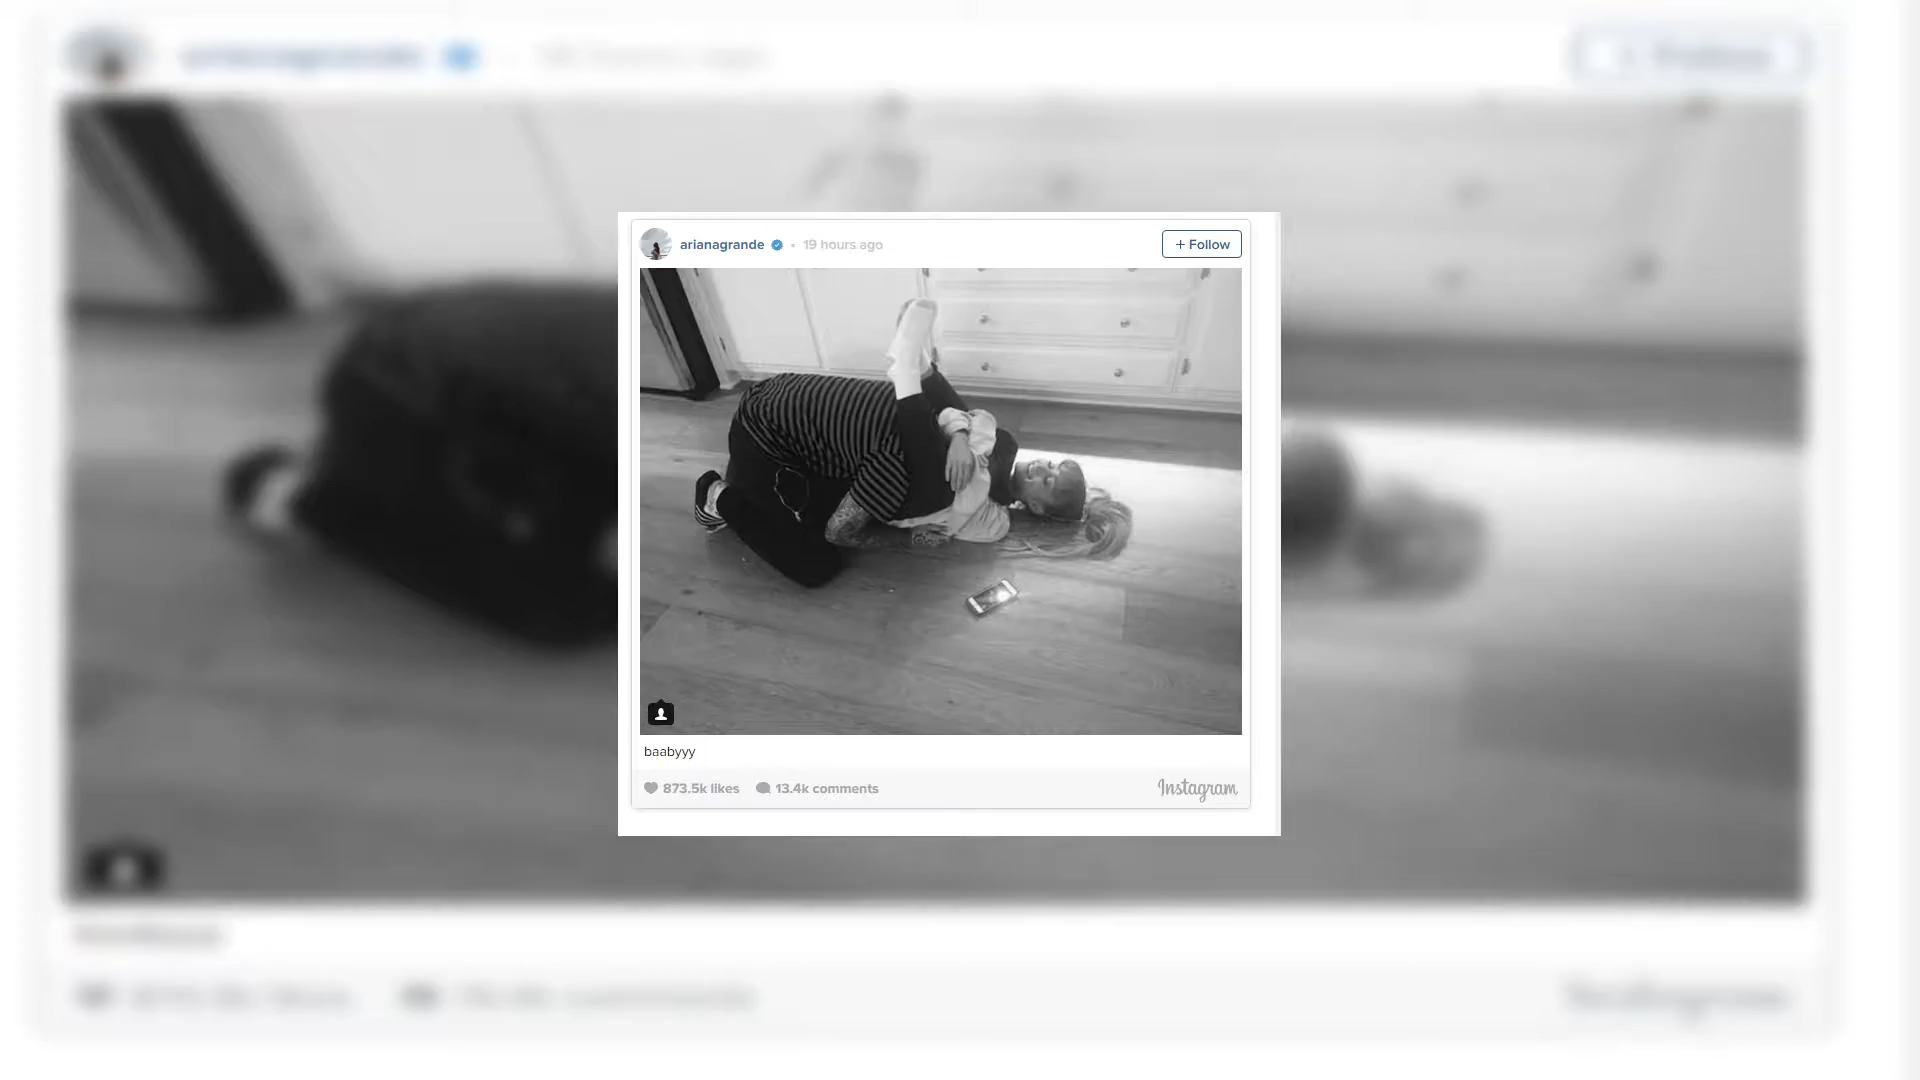 arianagrande • 19 hours ago
+ Follow
baabyyy
873.5k likes 13.4k comments
Instagram